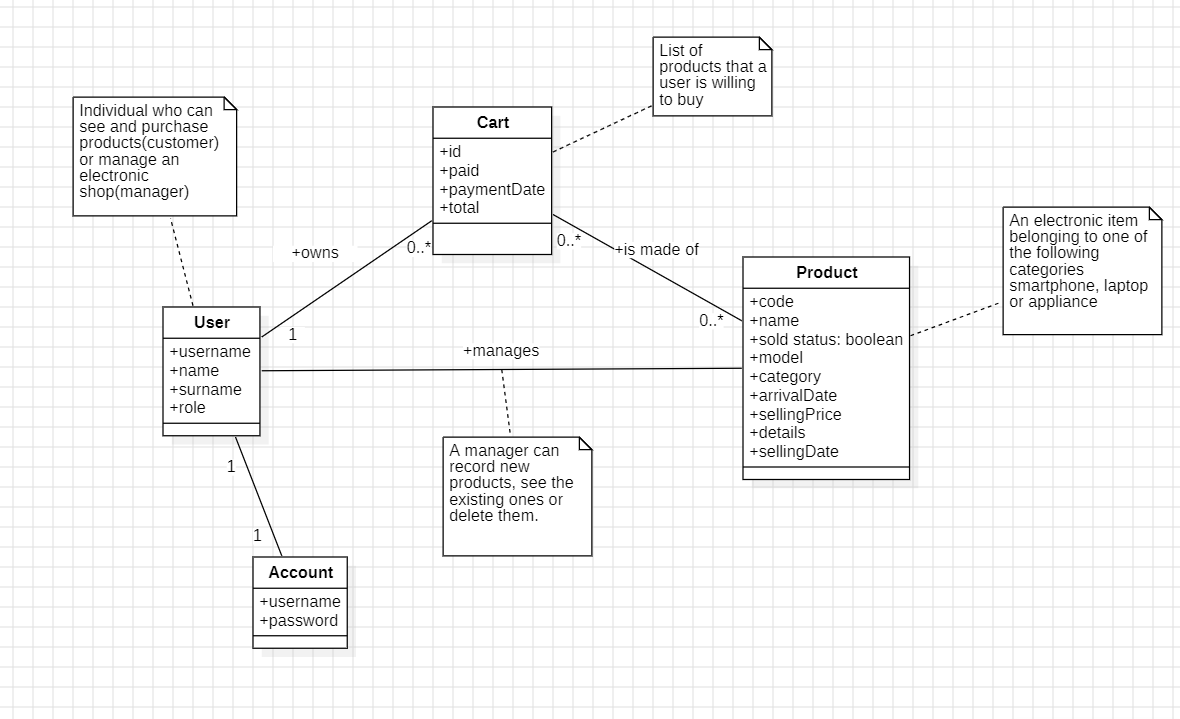 List of
products that a
user is willing
to buy
Individual who can
see and purchase
products(customer)
or manage an
electronic
shop(manager)
Cart
+id
+paid
+paymentDate
+total
An electronic item
belonging to one of
the following
categories
smartphone, laptop
or appliance
+owns
0..*
0..*
+is made of
Product
+code
+name
+sold status: boolean
+model
+category
+arrivalDate
+sellingPrice
+details
+sellingDate
0..*
User
+username
+name
+surname
+role
1
+manages
A manager can
record new
products, see the
existing ones or
delete them.
1
1
Account
+username
+password